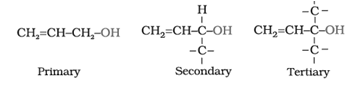 H
–C–
CH₂=CH–CH₂–OH
CH₂=CH–C–OH
CH₂=CH–C–OH
–C–
–C–
Primary
Secondary
Tertiary